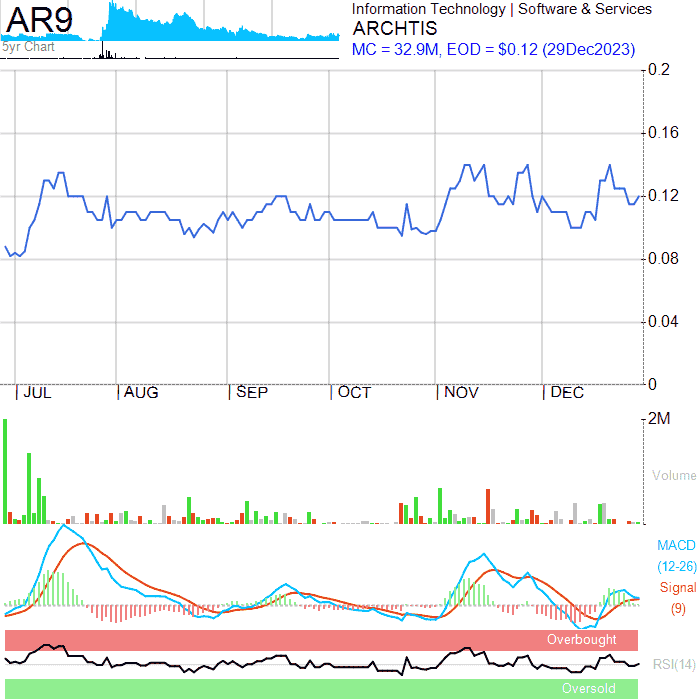 AR9
5yr Chart
Information Technology | Software & Services
ARCHTIS
MC = 32.9M, EOD = $0.12 (29Dec2023)
0.2
0.16
0.12
0.08
0.04
0
JUL AUG SEP OCT NOV DEC
2M
Volume
MACD
(12-26)
Signal
(9)
Overbought
RSI(14)
Oversold